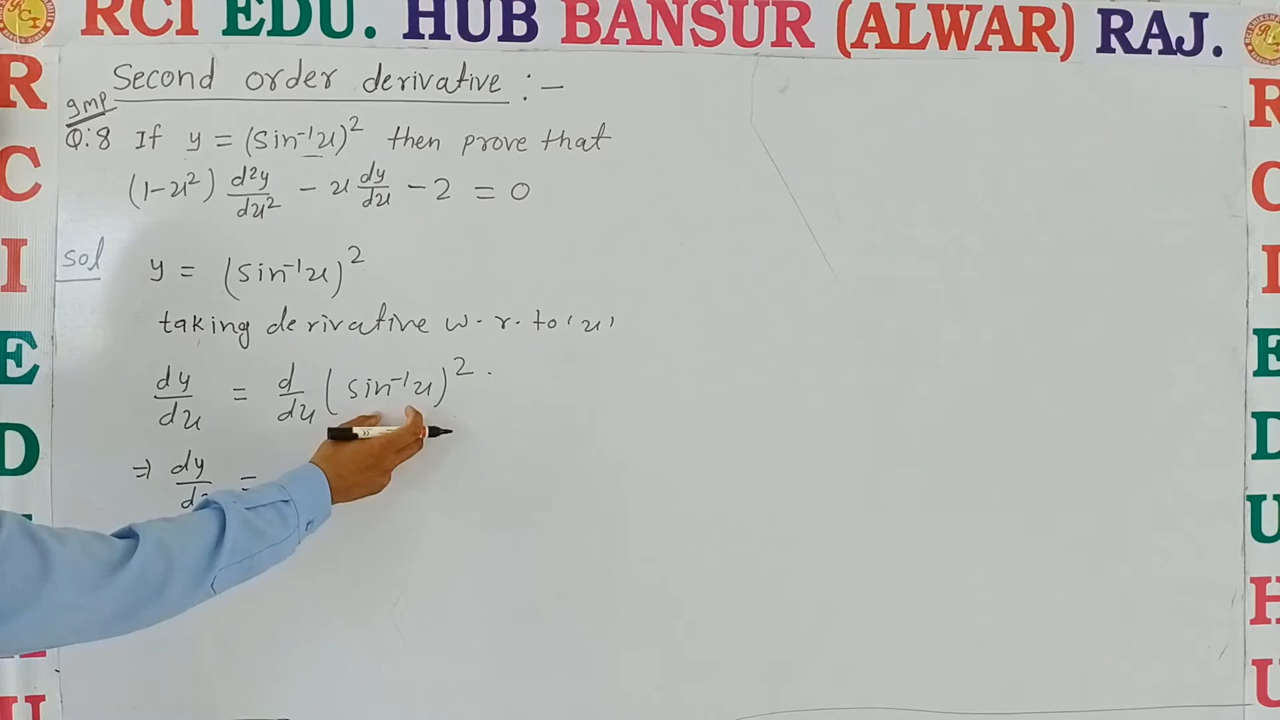 RCI EDU. HUB BANSUR (ALWAR) RAJ.
Second order derivative :-
Imp
Q:8 If y = (sin⁻¹x)² then prove that
(1-x²) d²y/dx² - x dy/dx - 2 = 0
Sol y = (sin⁻¹x)²
taking derivative w.r.to 'x'
dy/dx = d/dx (sin⁻¹x)².
⇒ dy/d =
R
C
I
E
D
U
R
C
I
E
D
U
H
U